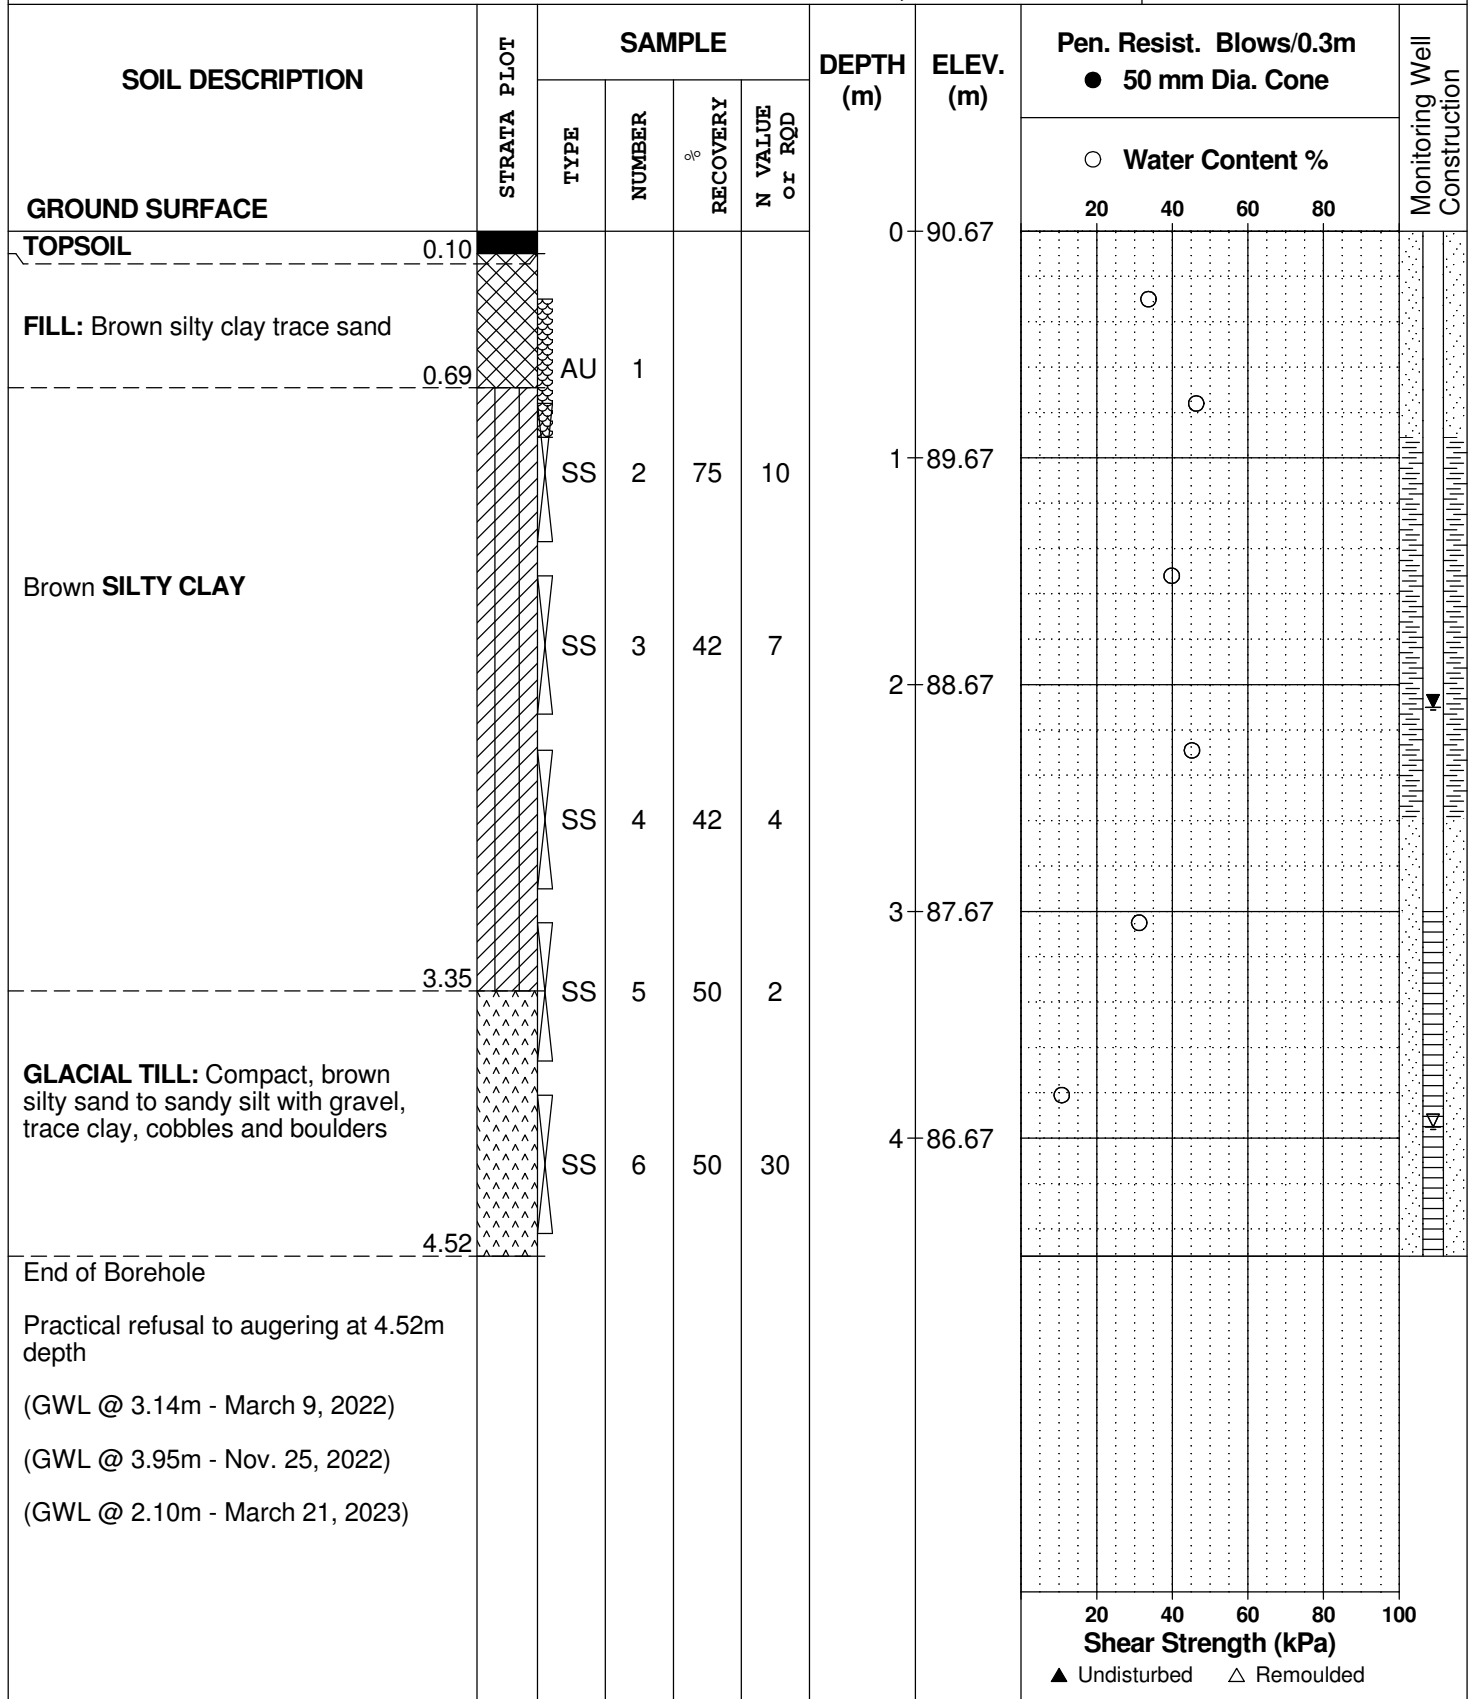 SOIL DESCRIPTION
GROUND SURFACE
STRATA PLOT
SAMPLE
TYPE
NUMBER
%
RECOVERY
N VALUE
or RQD
DEPTH
(m)
ELEV.
(m)
Pen. Resist. Blows/0.3m
● 50 mm Dia. Cone
○ Water Content %
20 40 60 80
Monitoring Well
Construction
0 90.67
TOPSOIL 0.10
FILL: Brown silty clay trace sand
0.69
AU 1
1 89.67
SS 2 75 10
Brown SILTY CLAY
SS 3 42 7
2 88.67
SS 4 42 4
3 87.67
3.35
SS 5 50 2
GLACIAL TILL: Compact, brown
silty sand to sandy silt with gravel,
trace clay, cobbles and boulders
4 86.67
SS 6 50 30
4.52
End of Borehole
Practical refusal to augering at 4.52m
depth
(GWL @ 3.14m - March 9, 2022)
(GWL @ 3.95m - Nov. 25, 2022)
(GWL @ 2.10m - March 21, 2023)
20 40 60 80 100
Shear Strength (kPa)
▲ Undisturbed △ Remoulded